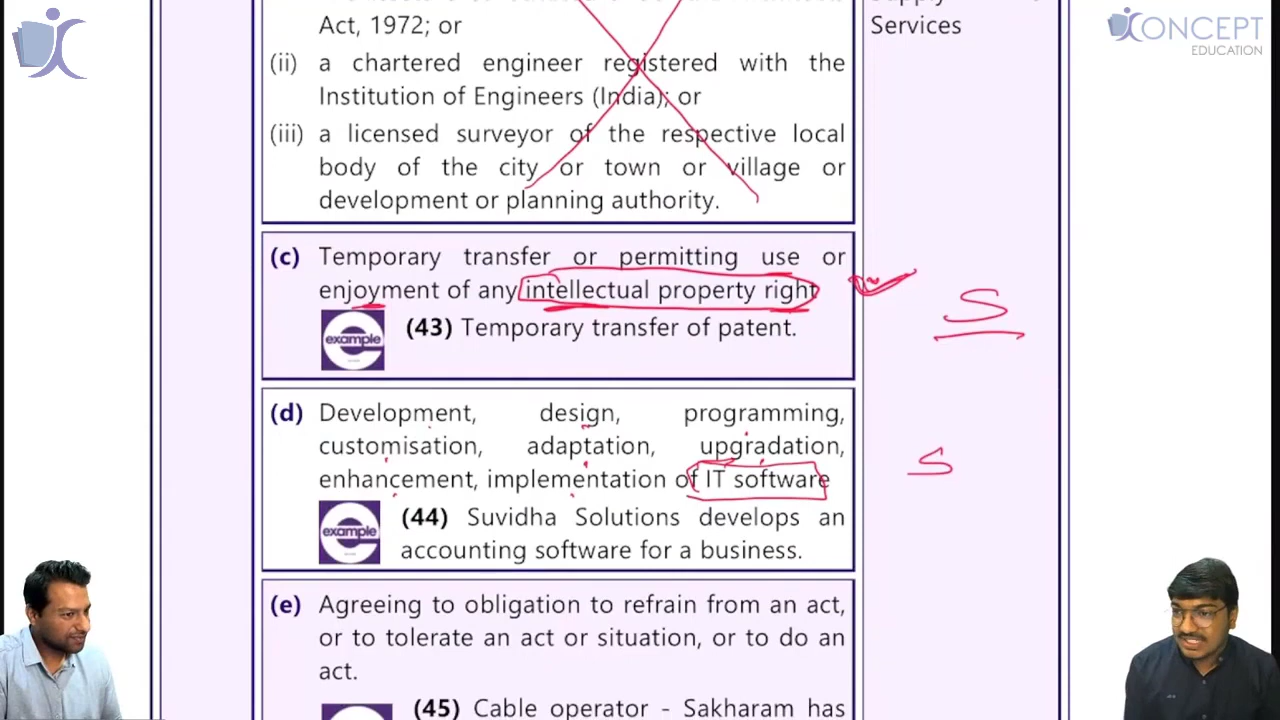 Act, 1972; or
Services
CONCEPT
EDUCATION
(ii) a chartered engineer registered with the
Institution of Engineers (India); or
(iii) a licensed surveyor of the respective local
body of the city or town or village or
development or planning authority.
(c) Temporary transfer or permitting use or
enjoyment of any intellectual property right
example (43) Temporary transfer of patent.
S
(d) Development, design, programming,
customisation, adaptation, upgradation,
enhancement, implementation of IT software
S
example (44) Suvidha Solutions develops an
accounting software for a business.
(e) Agreeing to obligation to refrain from an act,
or to tolerate an act or situation, or to do an
act.
(45) Cable operator - Sakharam has